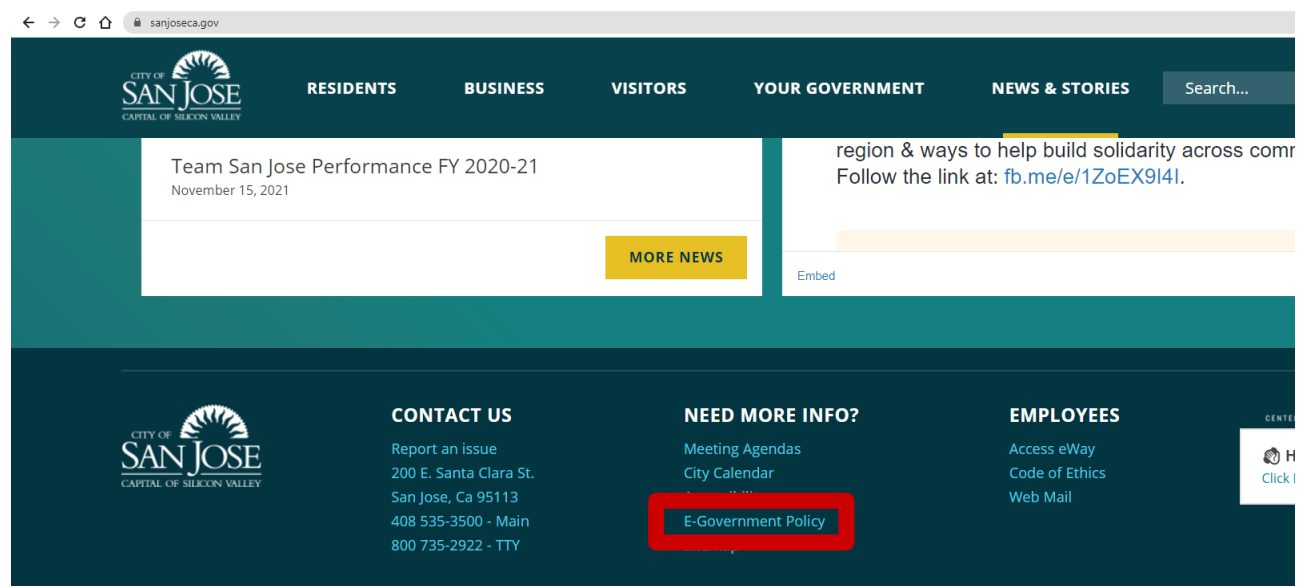 sanjoseca.gov
CITY OF
SAN JOSE
CAPITAL OF SILICON VALLEY
RESIDENTS
BUSINESS
VISITORS
YOUR GOVERNMENT
NEWS & STORIES
Search...
Team San Jose Performance FY 2020-21
November 15, 2021
MORE NEWS
region & ways to help build solidarity across
Follow the link at: fb.me/e/1ZoEX9I4I.
Embed
CITY OF
SAN JOSE
CAPITAL OF SILICON VALLEY
CONTACT US
Report an issue
200 E. Santa Clara St.
San Jose, Ca 95113
408 535-3500 - Main
800 735-2922 - TTY
NEED MORE INFO?
Meeting Agendas
City Calendar
E-Government Policy
EMPLOYEES
Access eWay
Code of Ethics
Web Mail
Click